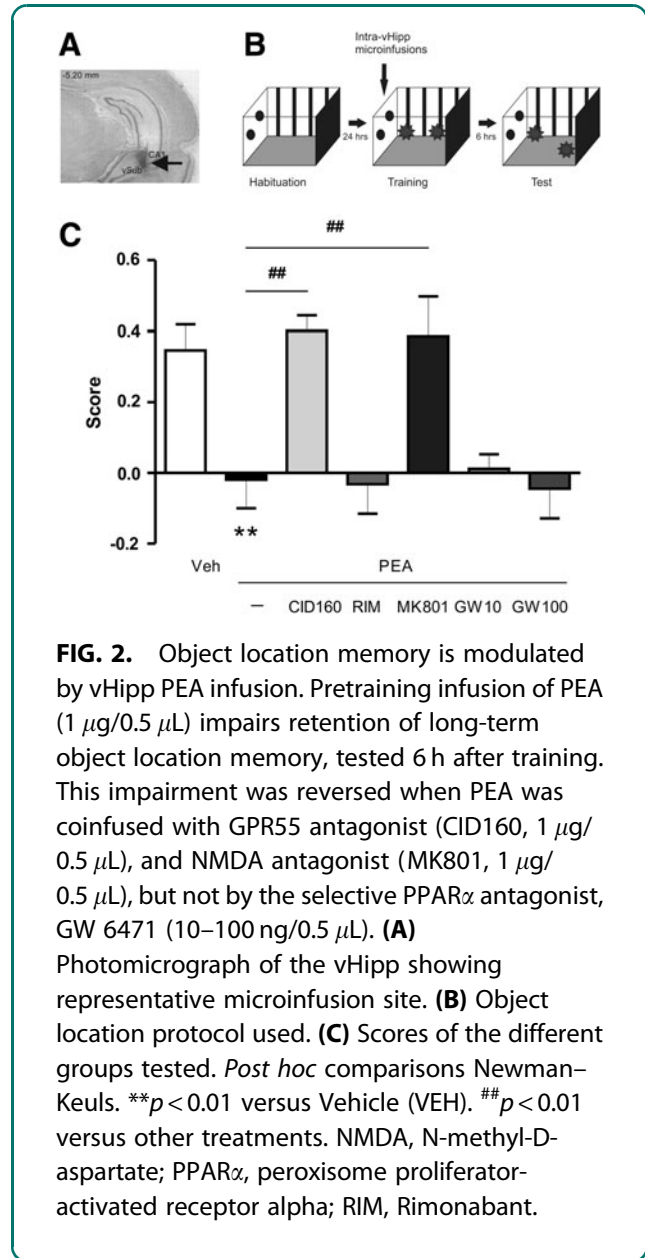 A
-5.20 mm
CA1
vSub
B
Intra-vHipp
microinfusions
24 hrs
6 hrs
Habituation
Training
Test
C
##
##
0.6
0.4
0.2
0.0
-0.2
Score
**
Veh
PEA
– CID160 RIM MK801 GW10 GW100
FIG. 2. Object location memory is modulated
by vHipp PEA infusion. Pretraining infusion of PEA
(1 μg/0.5 μL) impairs retention of long-term
object location memory, tested 6 h after training.
This impairment was reversed when PEA was
coinfused with GPR55 antagonist (CID160, 1 μg/
0.5 μL), and NMDA antagonist (MK801, 1 μg/
0.5 μL), but not by the selective PPARα antagonist,
GW 6471 (10–100 ng/0.5 μL). (A)
Photomicrograph of the vHipp showing
representative microinfusion site. (B) Object
location protocol used. (C) Scores of the different
groups tested. Post hoc comparisons Newman–
Keuls. **p < 0.01 versus Vehicle (VEH). ##p < 0.01
versus other treatments. NMDA, N-methyl-D-
aspartate; PPARα, peroxisome proliferator-
activated receptor alpha; RIM, Rimonabant.